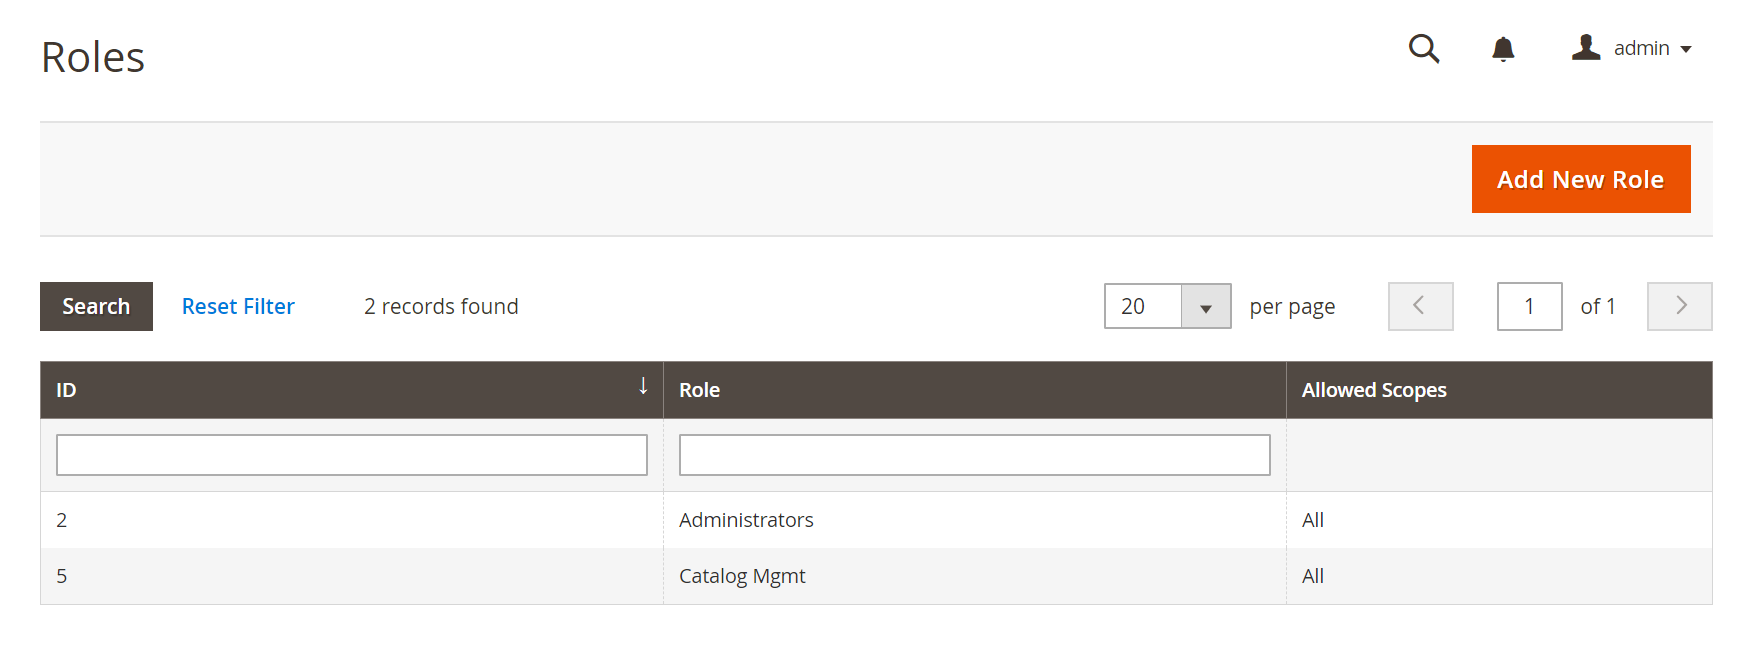 Roles
admin
Add New Role
Search Reset Filter 2 records found 20 per page 1 of 1
ID Role Allowed Scopes
2 Administrators All
5 Catalog Mgmt All